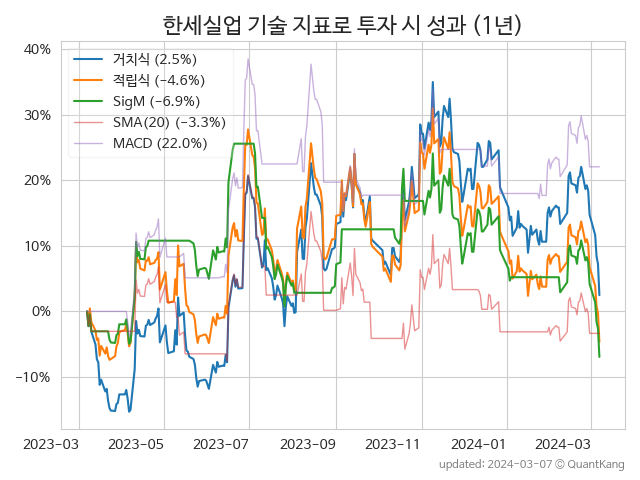 한세실업 기술 지표로 투자 시 성과 (1년)
40%
30%
20%
10%
0%
−10%
거치식 (2.5%)
적립식 (−4.6%)
SigM (−6.9%)
SMA(20) (−3.3%)
MACD (22.0%)
2023-03
2023-05
2023-07
2023-09
2023-11
2024-01
2024-03
updated: 2024-03-07 © QuantKang